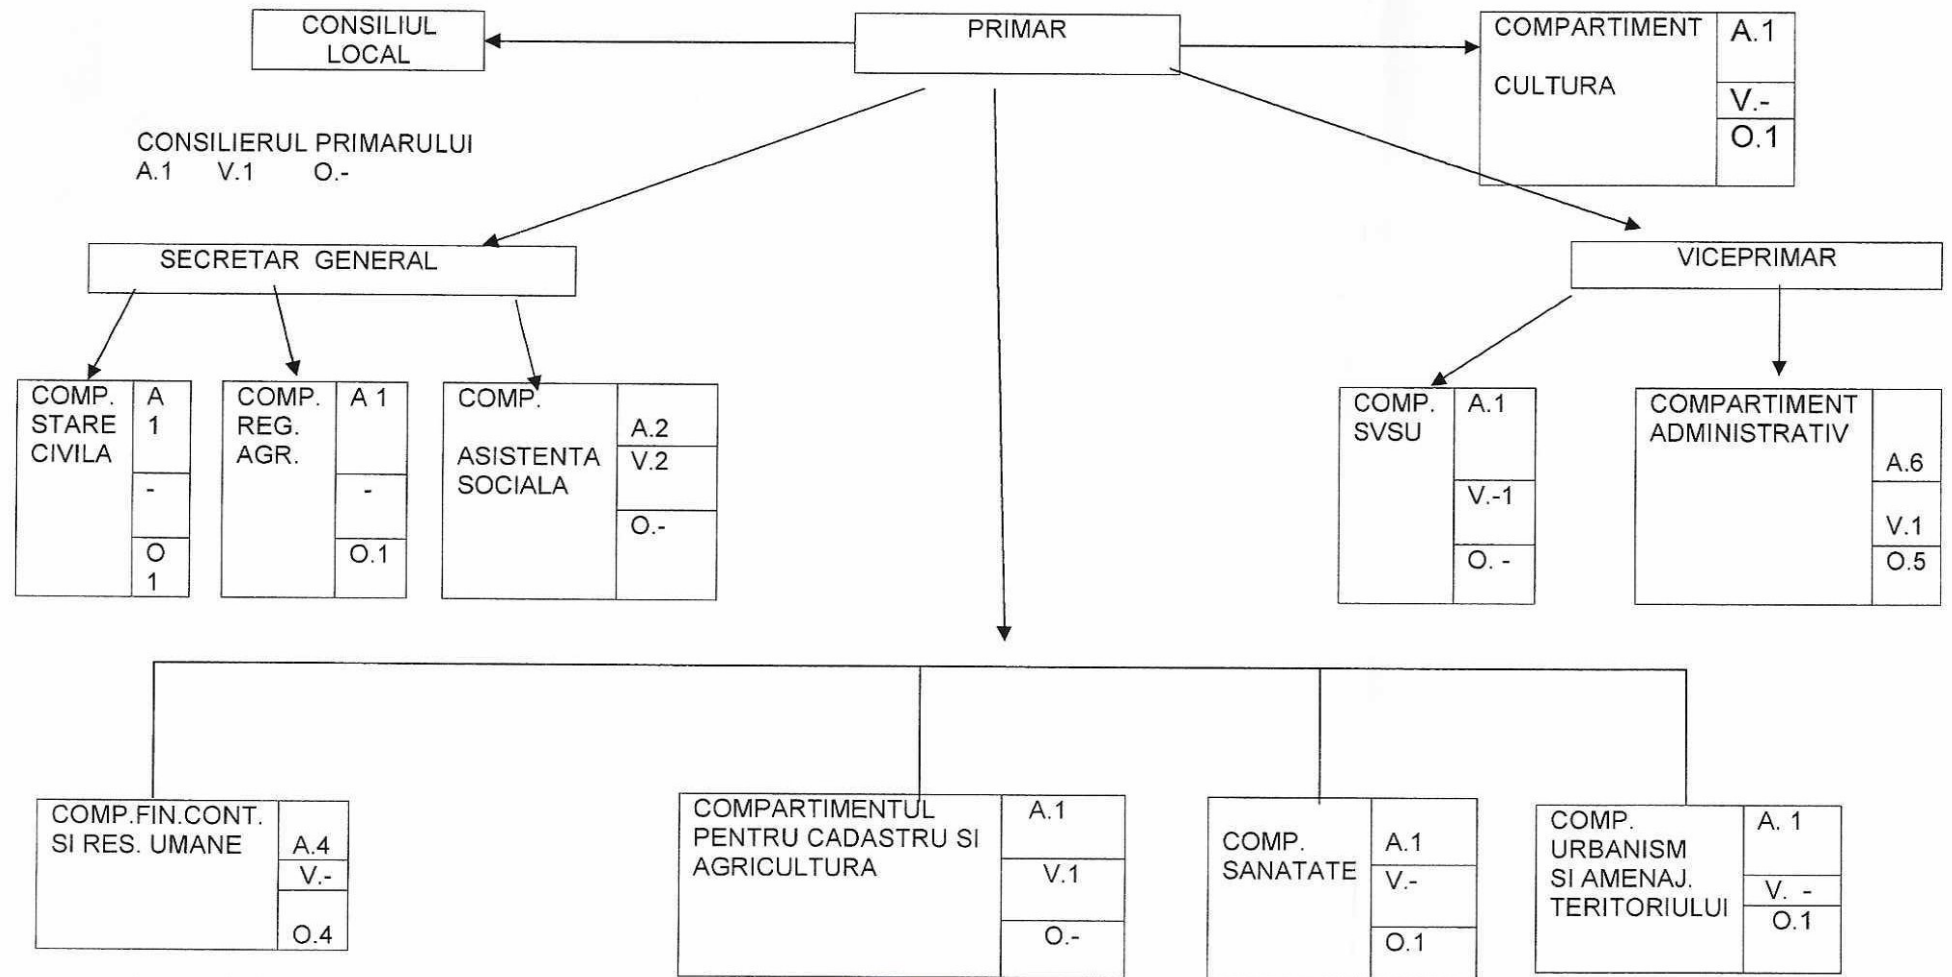 CONSILIUL
LOCAL
PRIMAR
COMPARTIMENT
CULTURA
A.1
V.-
O.1
CONSILIERUL PRIMARULUI
A.1 V.1 O.-
SECRETAR GENERAL
VICEPRIMAR
COMP.
STARE
CIVILA
A
1
-
O
1
COMP.
REG.
AGR.
A 1
-
O.1
COMP.
ASISTENTA
SOCIALA
A.2
V.2
O.-
COMP.
SVSU
A.1
V.-1
O. -
COMPARTIMENT
ADMINISTRATIV
A.6
V.1
O.5
COMP.FIN.CONT.
SI RES. UMANE
A.4
V.-
O.4
COMPARTIMENTUL
PENTRU CADASTRU SI
AGRICULTURA
A.1
V.1
O.-
COMP.
SANATATE
A.1
V.-
O.1
COMP.
URBANISM
SI AMENAJ.
TERITORIULUI
A. 1
V. -
O.1